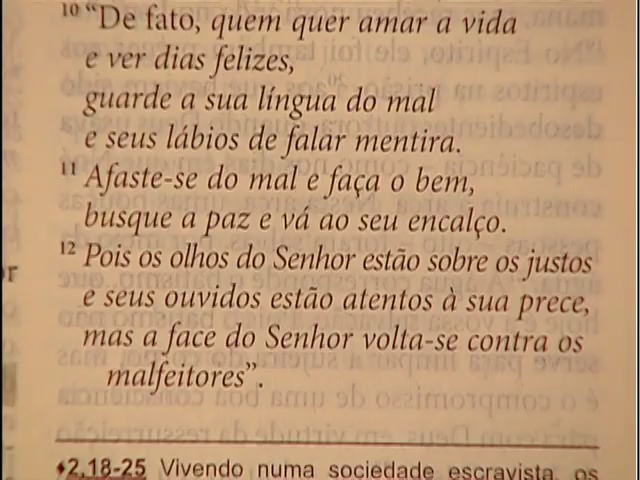 10 “De fato, quem quer amar a vida
e ver dias felizes,
guarde a sua língua do mal
e seus lábios de falar mentira.
11 Afaste-se do mal e faça o bem,
busque a paz e vá ao seu encalço.
12 Pois os olhos do Senhor estão sobre os justos
e seus ouvidos estão atentos à sua prece,
mas a face do Senhor volta-se contra os
malfeitores”.
2,18-25 Vivendo numa sociedade escravista, os